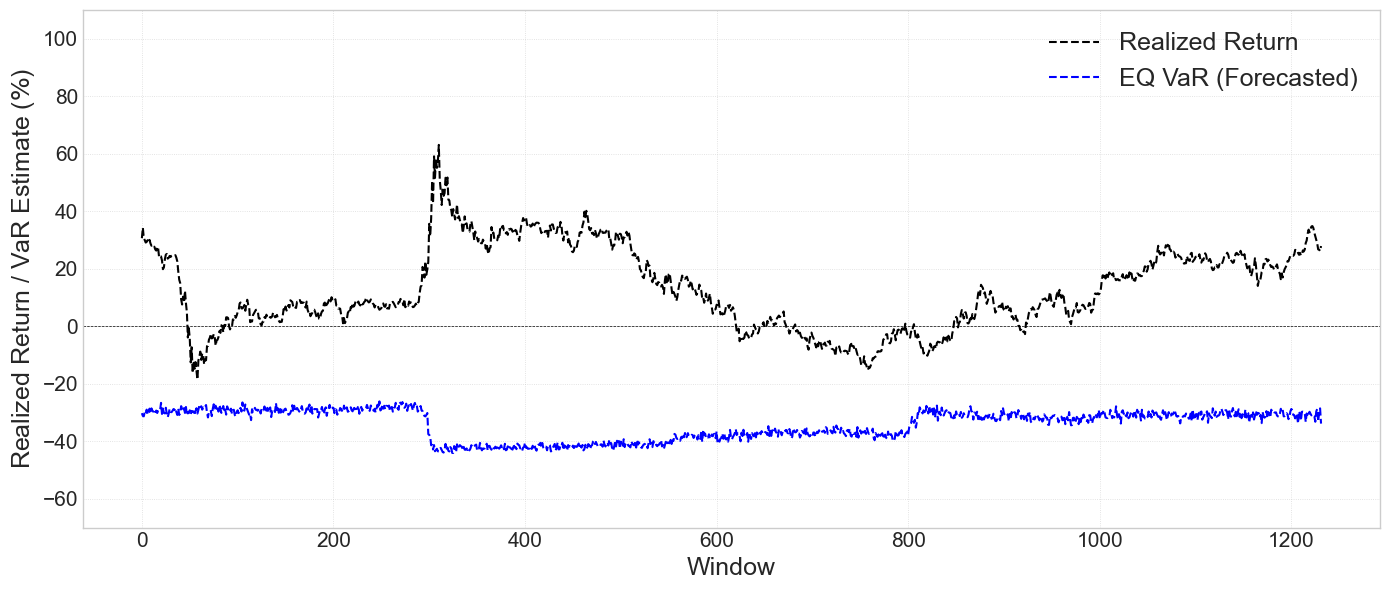 Realized Return / VaR Estimate (%)
100
80
60
40
20
0
−20
−40
−60
Realized Return
EQ VaR (Forecasted)
0 200 400 600 800 1000 1200
Window